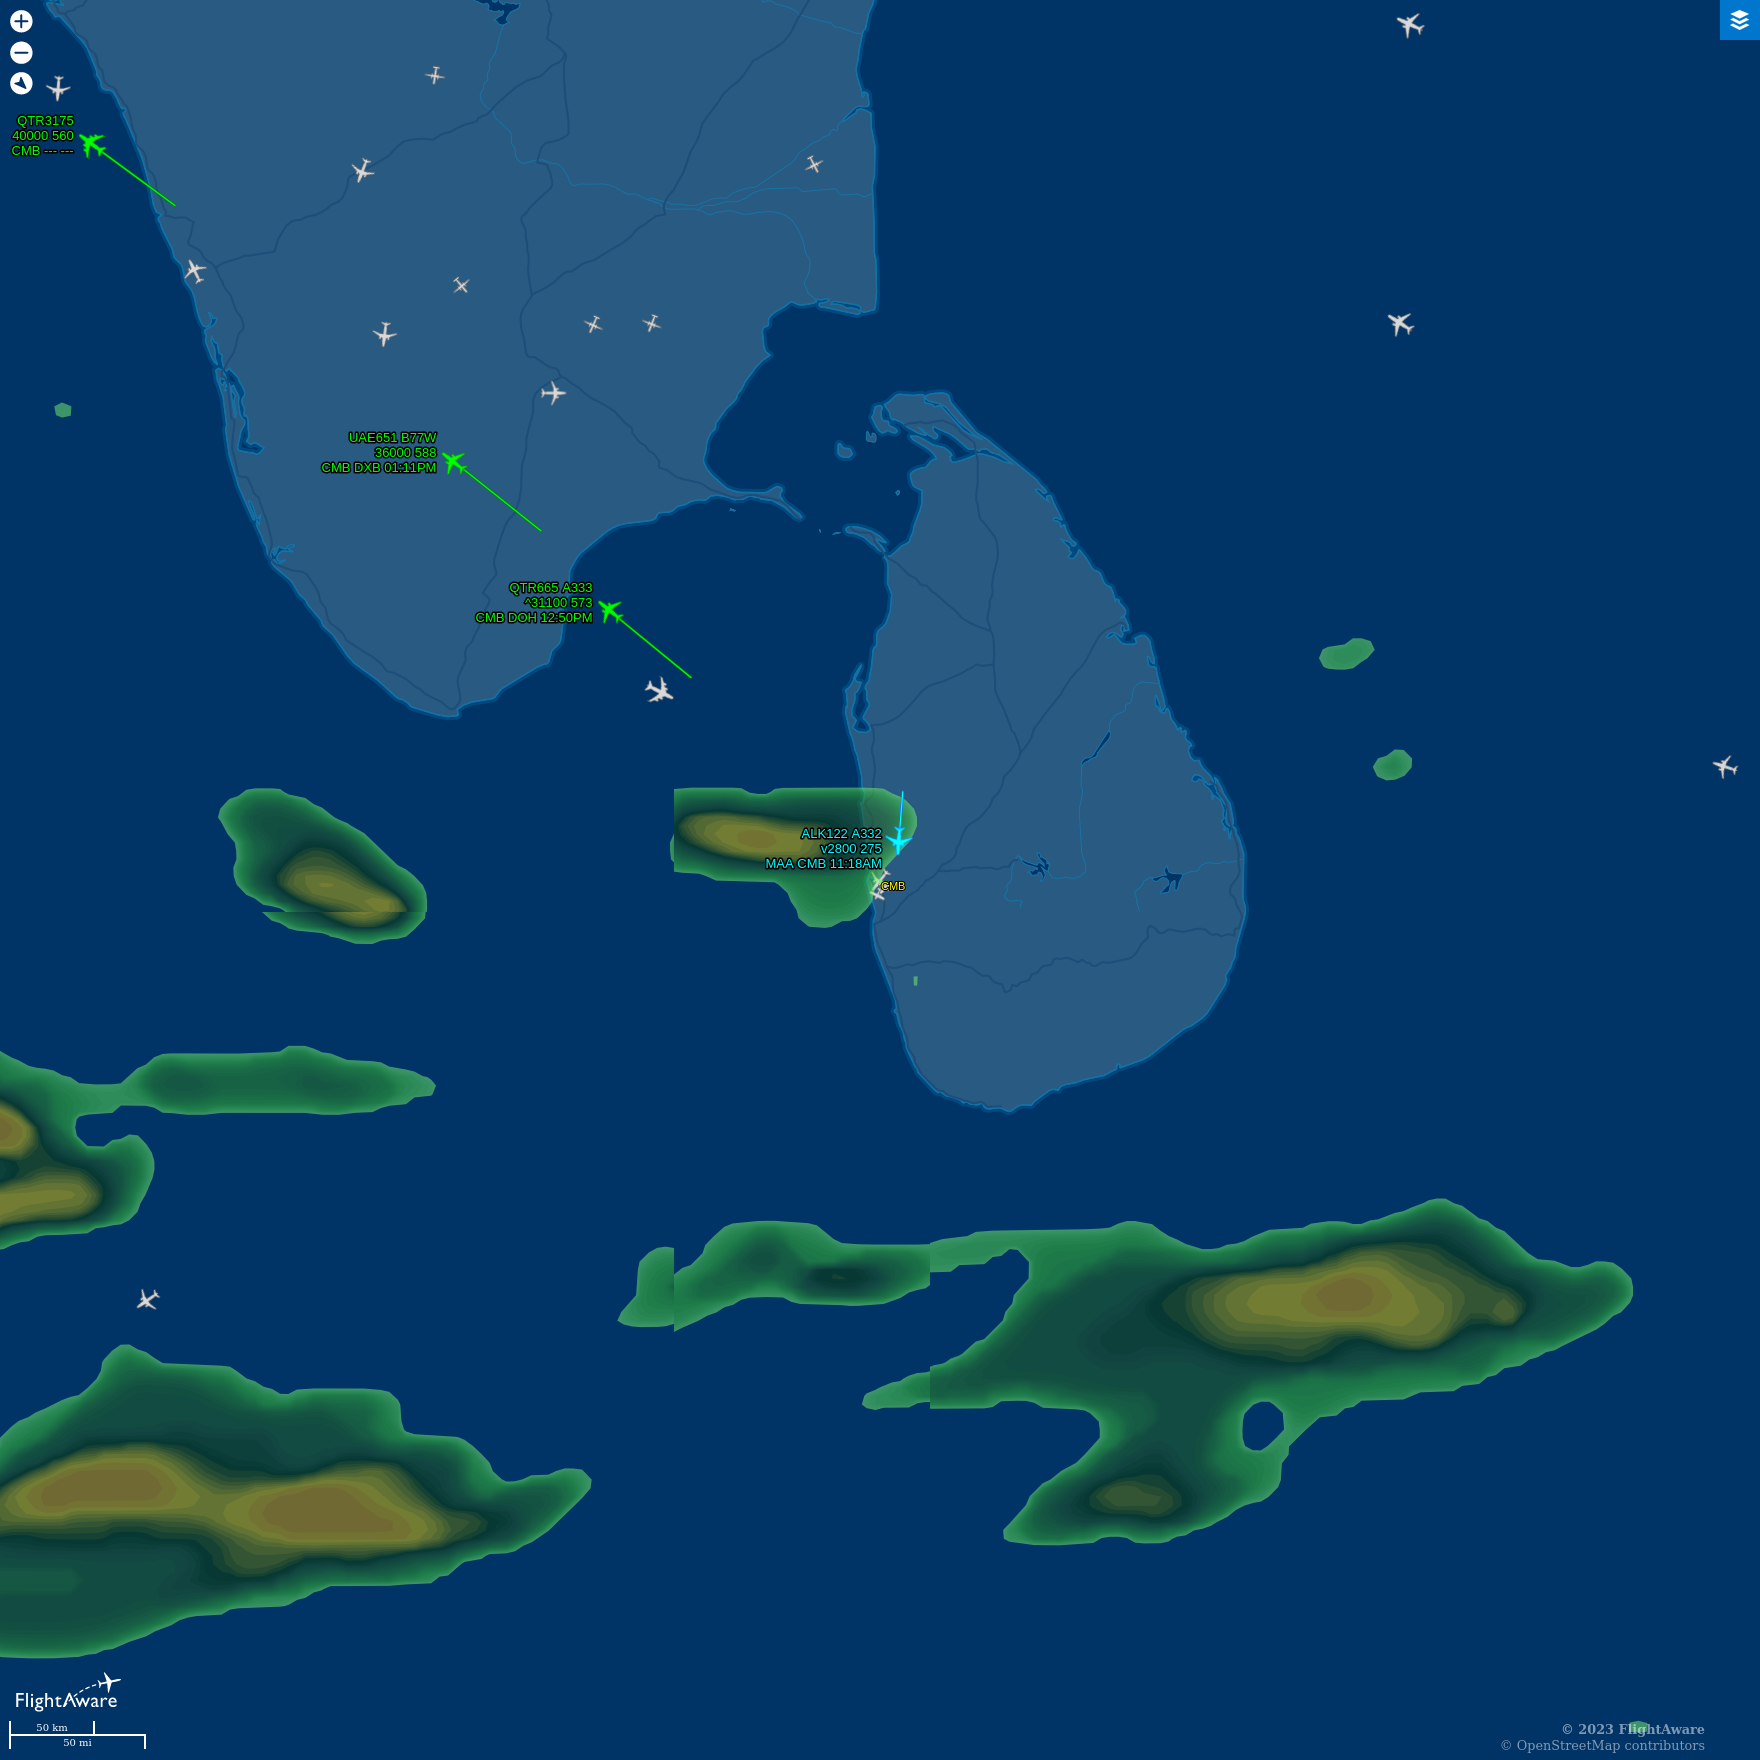 QTR3175
40000 560
CMB --- ---
UAE651 B77W
36000 588
CMB DXB 01:11PM
QTR665 A333
^31100 573
CMB DOH 12:50PM
ALK122 A332
v2800 275
MAA CMB 11:18AM
CMB
FlightAware
50 km
50 mi
© 2023 FlightAware
© OpenStreetMap contributors